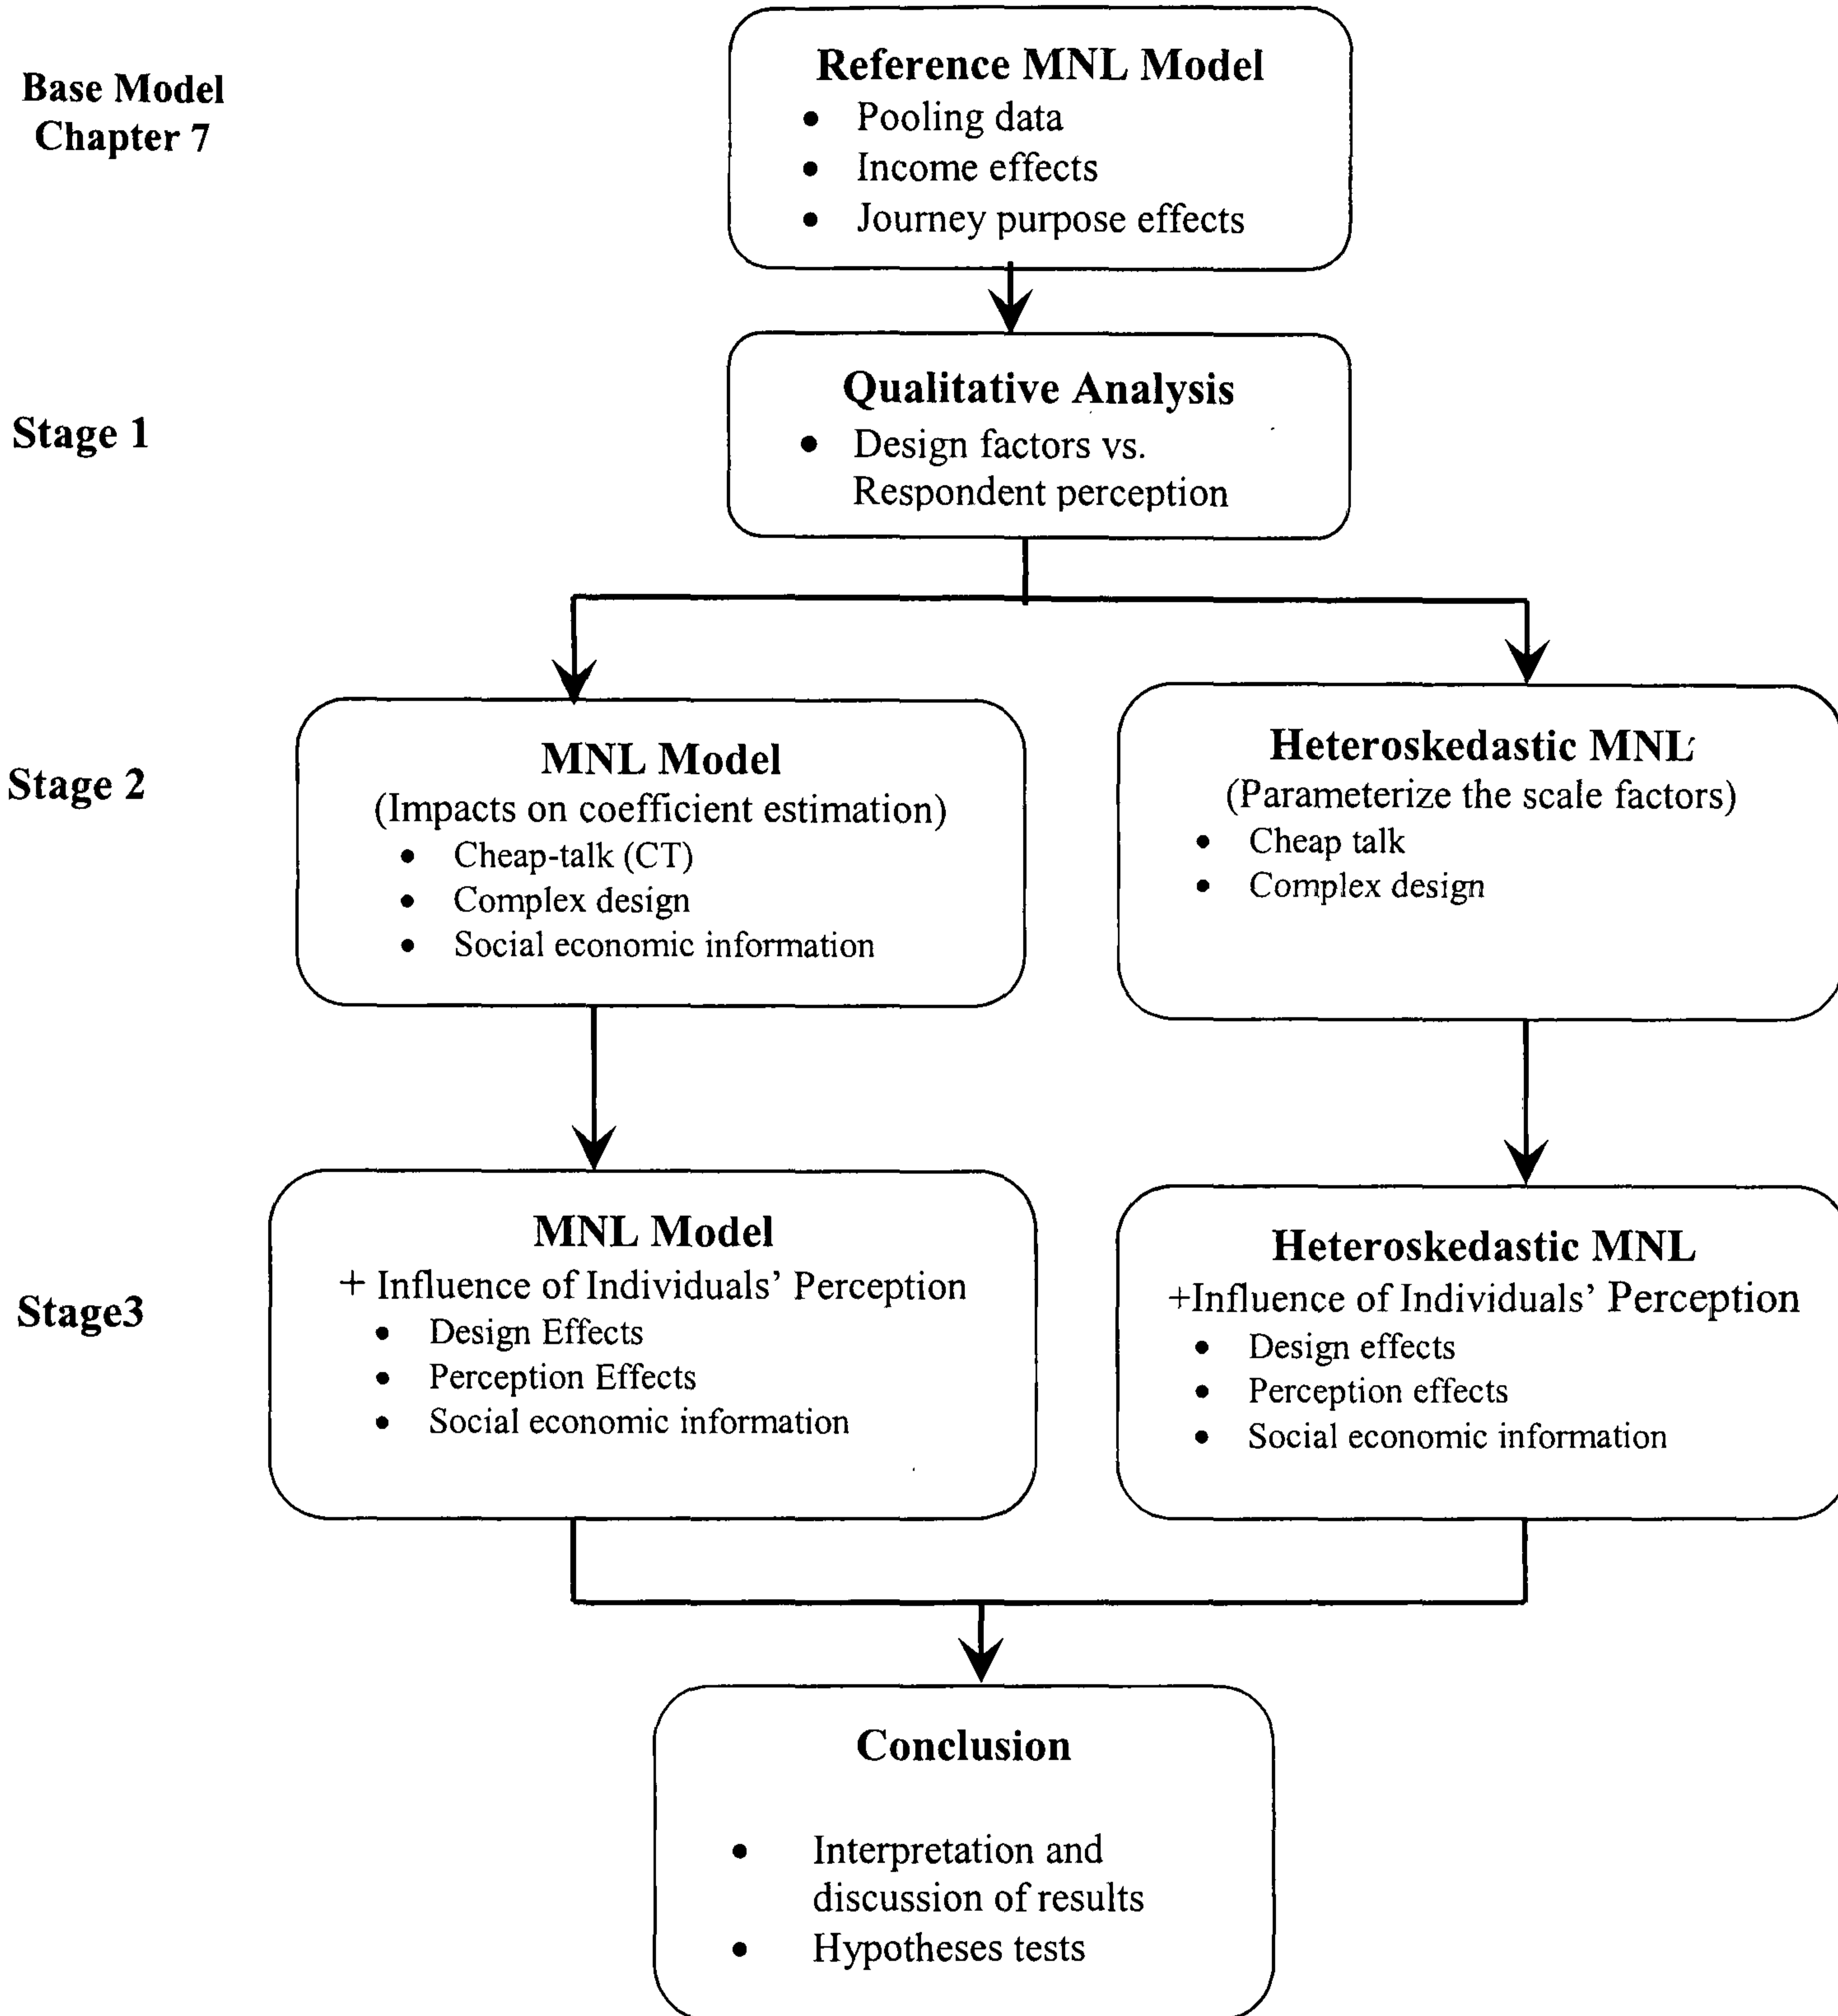 Base Model
Chapter 7
Reference MNL Model
• Pooling data
• Income effects
• Journey purpose effects
Stage 1
Qualitative Analysis
• Design factors vs.
Respondent perception
Stage 2
MNL Model
(Impacts on coefficient estimation)
• Cheap-talk (CT)
• Complex design
• Social economic information
Heteroskedastic MNL
(Parameterize the scale factors)
• Cheap talk
• Complex design
Stage3
MNL Model
+ Influence of Individuals’ Perception
• Design Effects
• Perception Effects
• Social economic information
Heteroskedastic MNL
+Influence of Individuals’ Perception
• Design effects
• Perception effects
• Social economic information
Conclusion
• Interpretation and
discussion of results
• Hypotheses tests